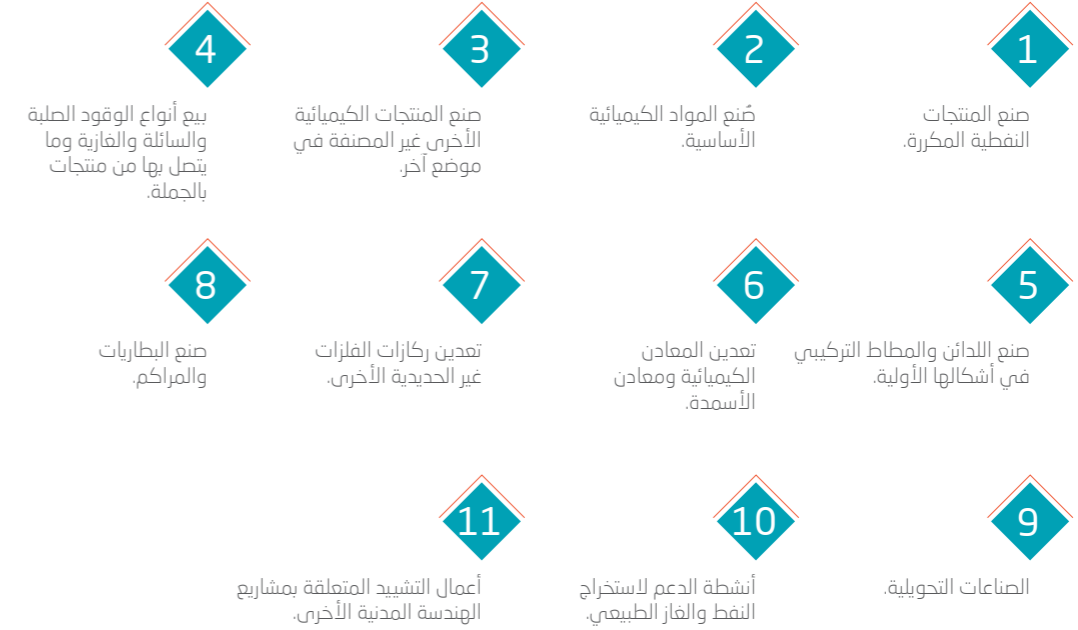 1
صنع المنتجات
النفطية المكررة.
2
صُنع المواد الكيميائية
الأساسية.
3
صنع المنتجات الكيميائية
الأخرى غير المصنفة في
موضع آخر.
4
بيع أنواع الوقود الصلبة
والسائلة والغازية وما
يتصل بها من منتجات
بالجملة.
5
صنع اللدائن والمطاط التركيبي
في أشكالها الأولية.
6
تعدين المعادن
الكيميائية ومعادن
الأسمدة.
7
تعدين ركازات الفلزات
غير الحديدية الأخرى.
8
صنع البطاريات
والمراكم.
9
الصناعات التحويلية.
10
أنشطة الدعم لاستخراج
النفط والغاز الطبيعي.
11
أعمال التشييد المتعلقة بمشاريع
الهندسة المدنية الأخرى.